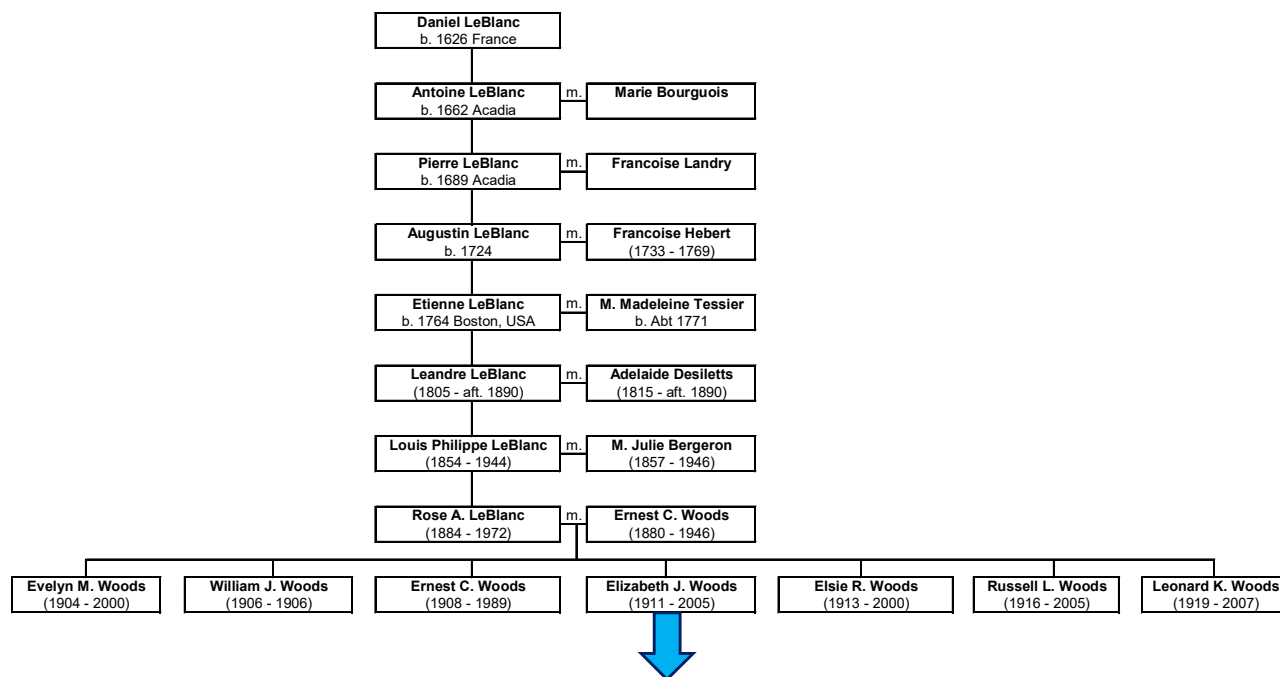 Daniel LeBlanc
b. 1626 France
Antoine LeBlanc
b. 1662 Acadia
m.
Marie Bourguois
Pierre LeBlanc
b. 1689 Acadia
m.
Francoise Landry
Augustin LeBlanc
b. 1724
m.
Francoise Hebert
(1733 - 1769)
Etienne LeBlanc
b. 1764 Boston, USA
m.
M. Madeleine Tessier
b. Abt 1771
Leandre LeBlanc
(1805 - aft. 1890)
m.
Adelaide Desiletts
(1815 - aft. 1890)
Louis Philippe LeBlanc
(1854 - 1944)
m.
M. Julie Bergeron
(1857 - 1946)
Rose A. LeBlanc
(1884 - 1972)
m.
Ernest C. Woods
(1880 - 1946)
Evelyn M. Woods
(1904 - 2000)
William J. Woods
(1906 - 1906)
Ernest C. Woods
(1908 - 1989)
Elizabeth J. Woods
(1911 - 2005)
Elsie R. Woods
(1913 - 2000)
Russell L. Woods
(1916 - 2005)
Leonard K. Woods
(1919 - 2007)